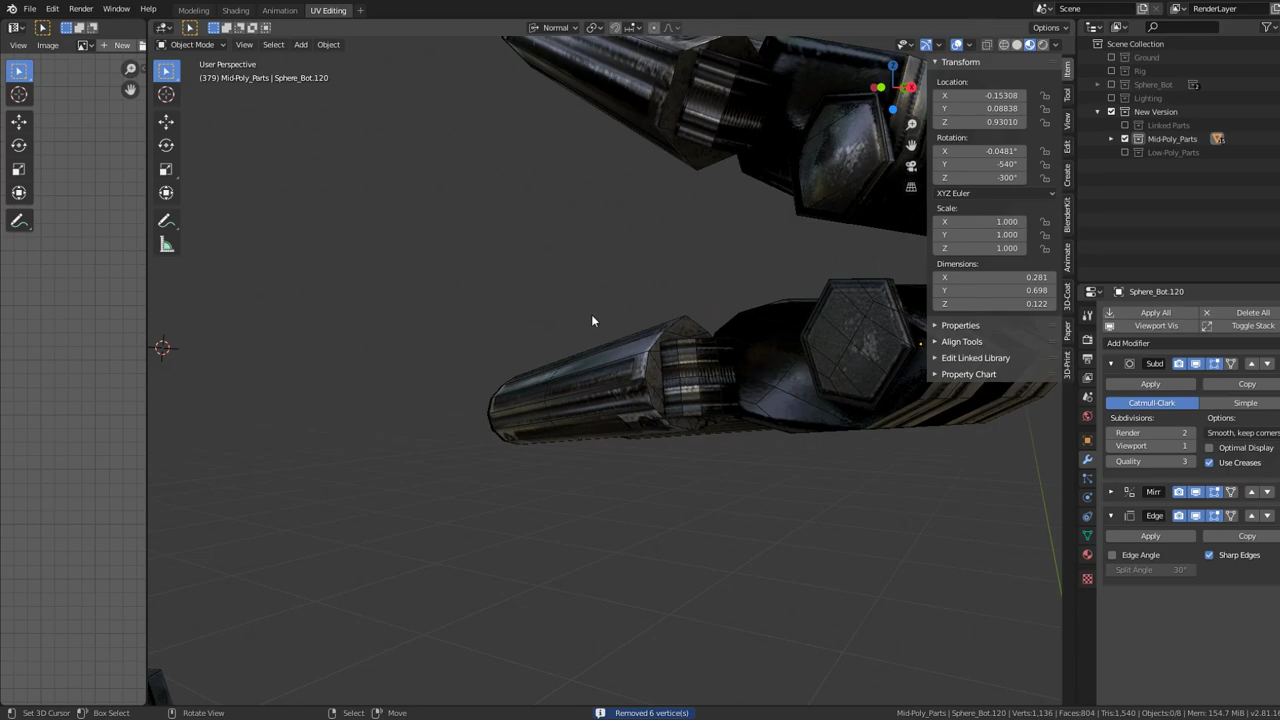 File Edit Render Window Help
Modeling Shading Animation UV Editing +
Scene
RenderLayer
View Image New
Normal
Options
Object Mode View Select Add Object
User Perspective
(379) Mid-Poly_Parts | Sphere_Bot.120
Transform
Location:
X -0.15308
Y 0.08838
Z 0.93010
Rotation:
X -0.0481°
Y -540°
Z -300°
XYZ Euler
Scale:
X 1.000
Y 1.000
Z 1.000
Dimensions:
X 0.281
Y 0.698
Z 0.122
Properties
Align Tools
Edit Linked Library
Property Chart
Item
Tool
View
Edit
Create
BlenderKit
Animate
3D-Coat
Paper
3D-Print
Scene Collection
Ground
Rig
Sphere_Bot
Lighting
New Version
Linked Parts
Mid-Poly_Parts
Low-Poly_Parts
Sphere_Bot.120
Apply All Delete All
Viewport Vis Toggle Stack
Add Modifier
Subd
Apply Copy
Catmull-Clark Simple
Subdivisions: Options:
Render 2 Smooth, keep corners
Viewport 1 Optimal Display
Quality 3 Use Creases
Mirr
Edge
Apply Copy
Edge Angle Sharp Edges
Split Angle 30°
Set 3D Cursor Box Select Rotate View Select Move Removed 6 vertice(s) Mid-Poly_Parts | Sphere_Bot.120 | Verts:1,136 | Faces:804 | Tris:1,540 | Objects:0/8 | Mem: 154.7 MiB | v2.81.16